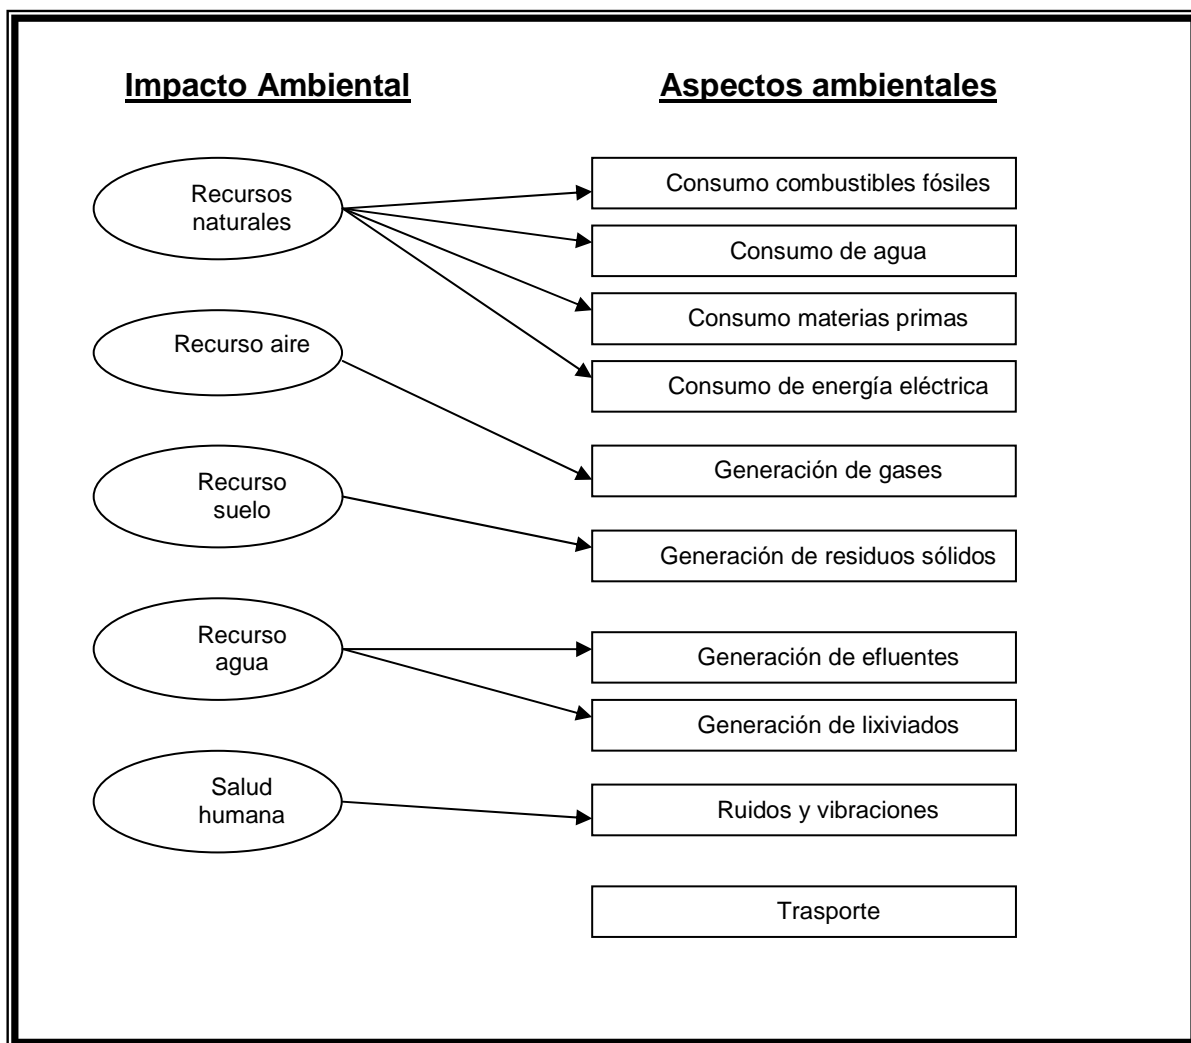 Impacto Ambiental
Aspectos ambientales
Recursos
naturales
Recurso aire
Recurso
suelo
Recurso
agua
Salud
humana
Consumo combustibles fósiles
Consumo de agua
Consumo materias primas
Consumo de energía eléctrica
Generación de gases
Generación de residuos sólidos
Generación de efluentes
Generación de lixiviados
Ruidos y vibraciones
Trasporte